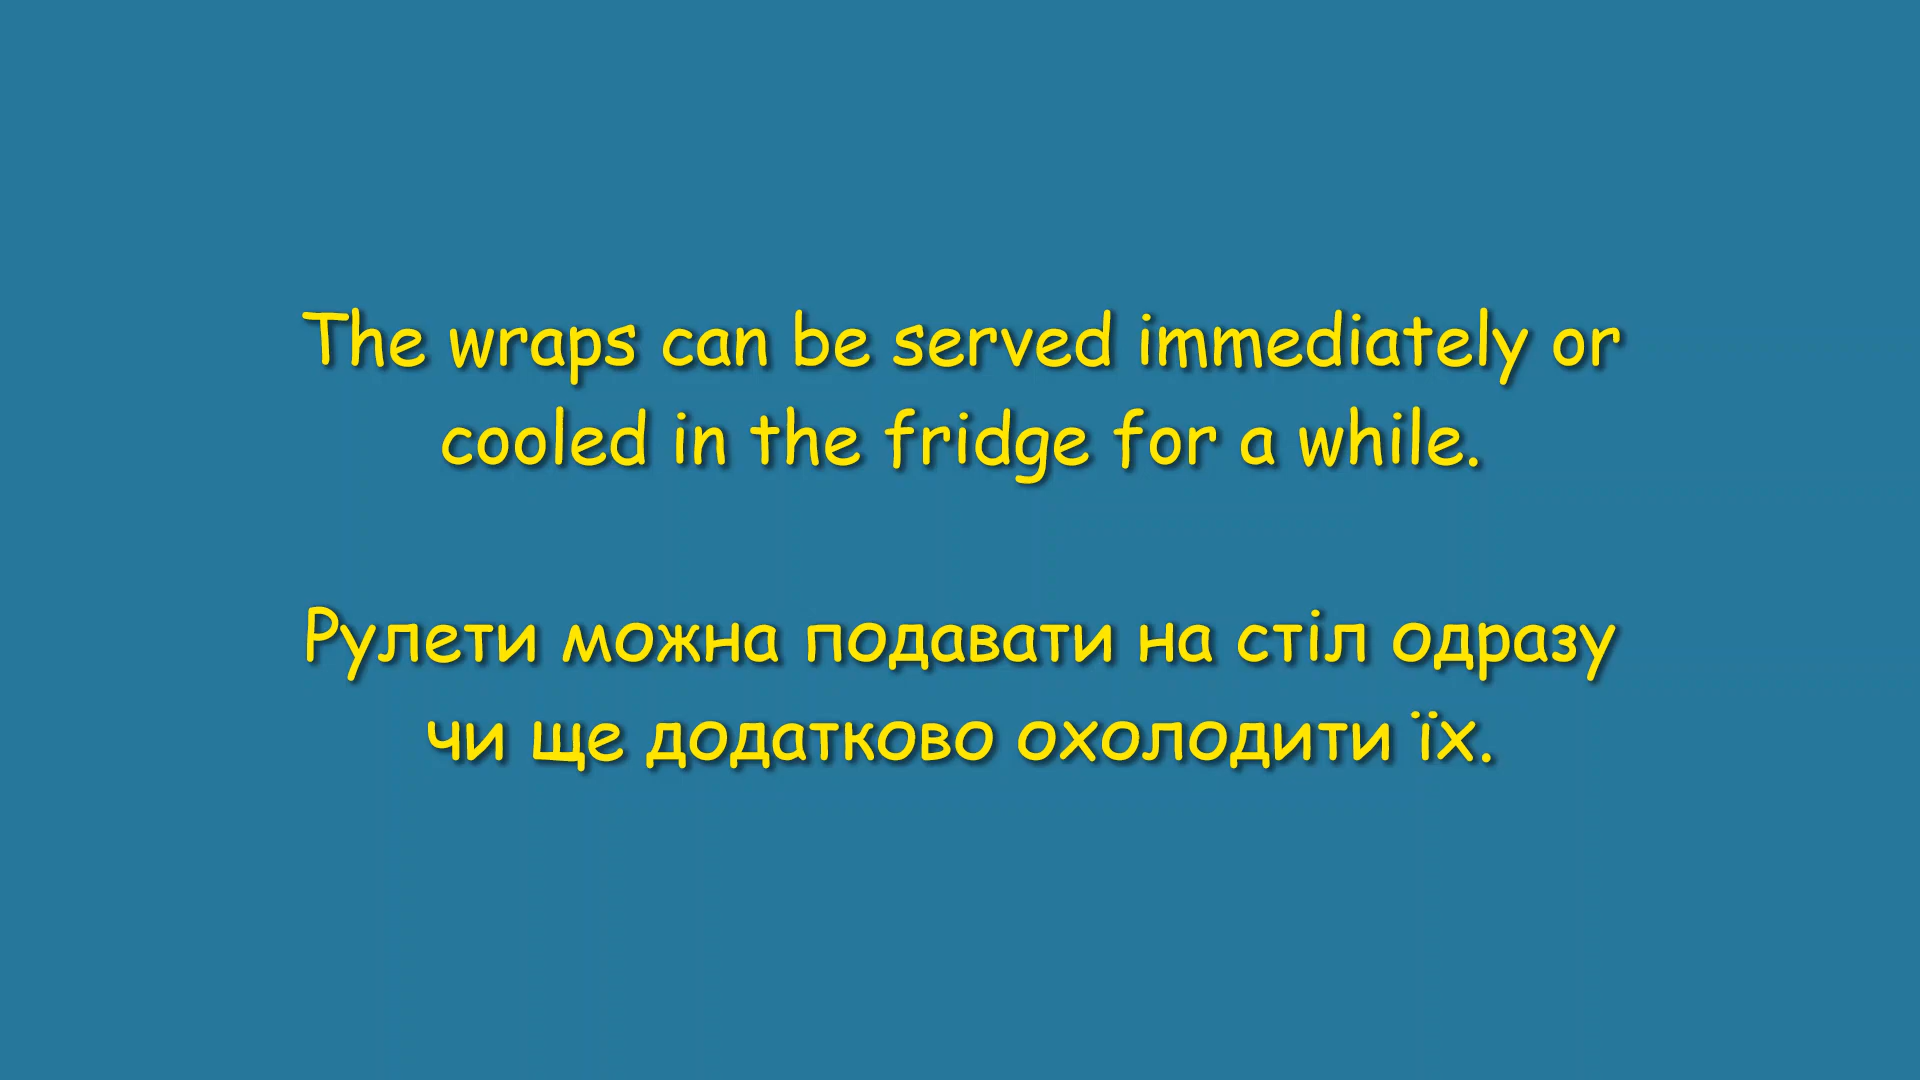 The wraps can be served immediately or
cooled in the fridge for a while.
Рулети можна подавати на стіл одразу
чи ще додатково охолодити їх.